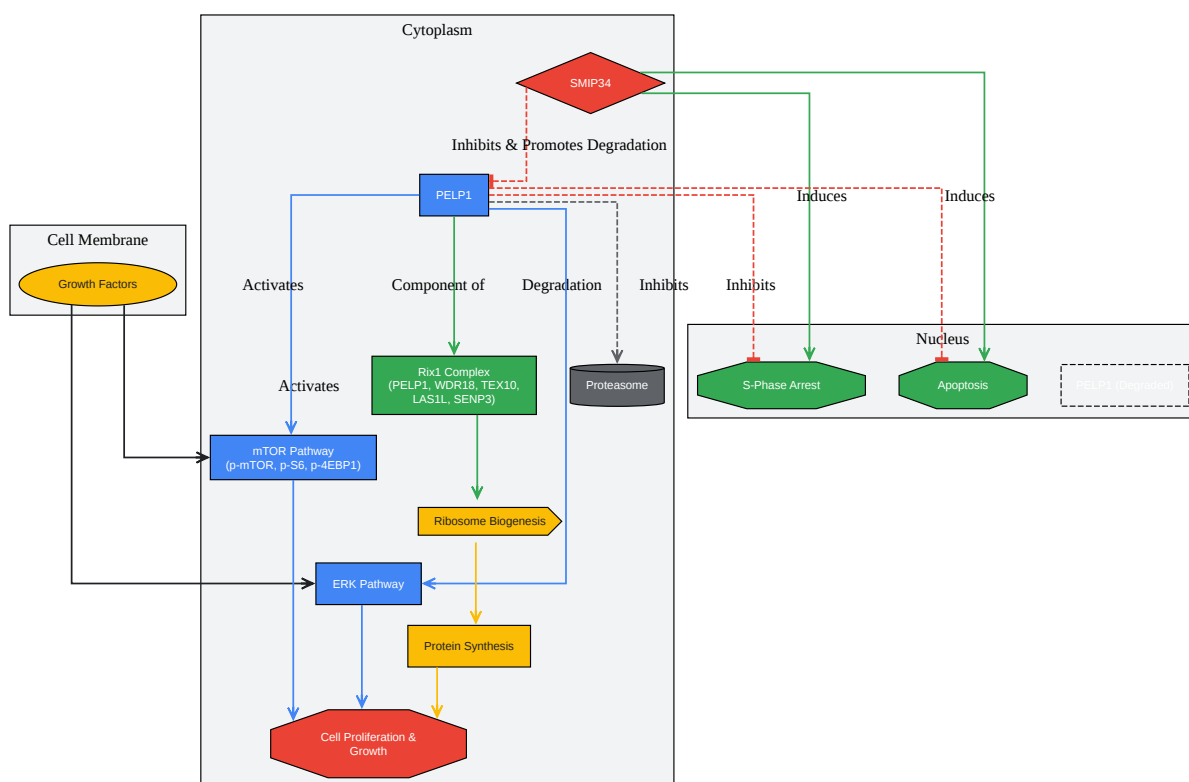 Cytoplasm
SMIP34
Inhibits & Promotes Degradation
PELP1
Induces
Induces
Cell Membrane
Growth Factors
Activates
Component of
Degradation
Inhibits
Inhibits
Nucleus
Rix1 Complex
(PELP1, WDR18, TEX10,
LAS1L, SENP3)
Proteasome
S-Phase Arrest
Apoptosis
PELP1 (Degraded)
Activates
mTOR Pathway
(p-mTOR, p-S6, p-4EBP1)
Ribosome Biogenesis
ERK Pathway
Protein Synthesis
Cell Proliferation &
Growth